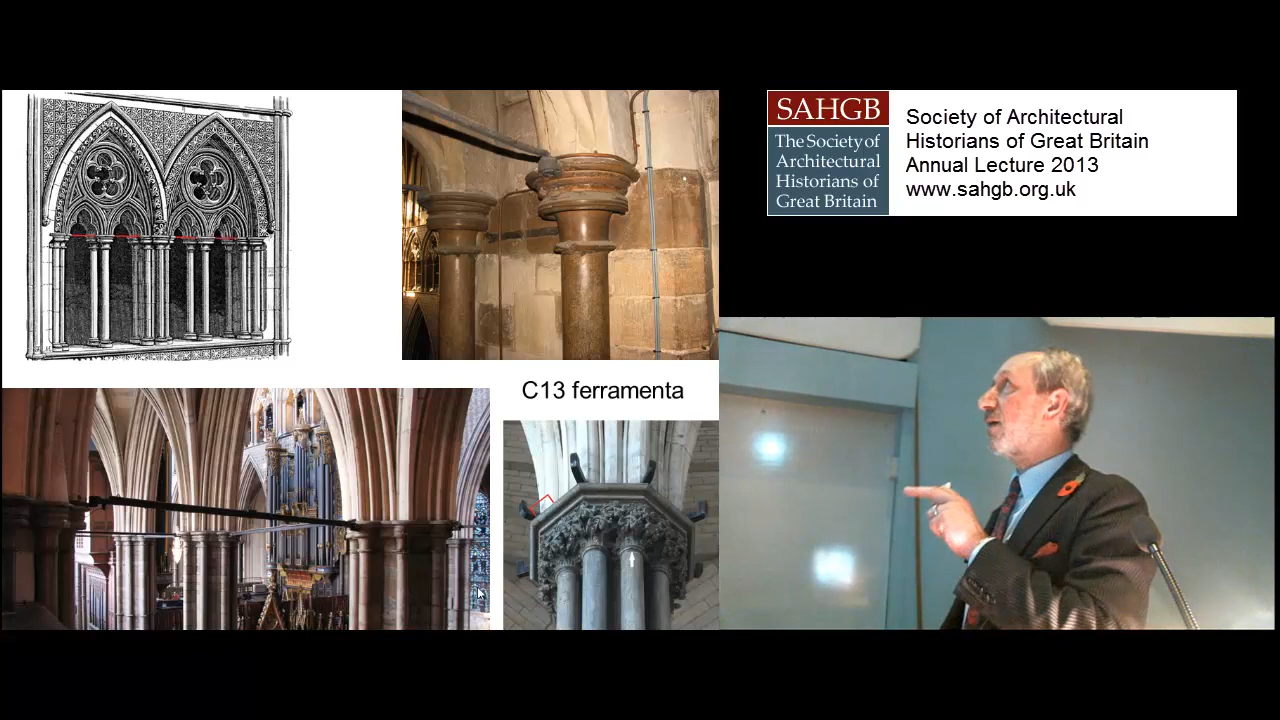 SAHGB
The Society of
Architectural
Historians of
Great Britain
Society of Architectural
Historians of Great Britain
Annual Lecture 2013
www.sahgb.org.uk
C13 ferramenta